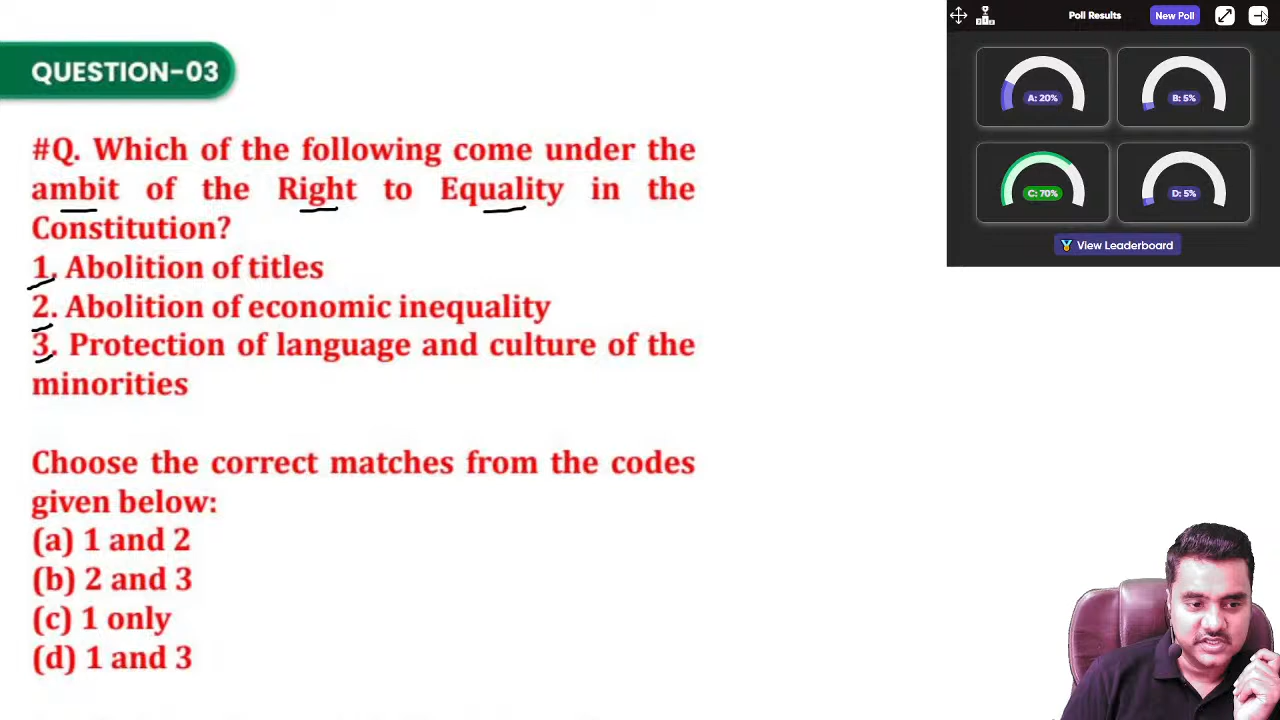 QUESTION-03
#Q. Which of the following come under the
ambit of the Right to Equality in the
Constitution?
1. Abolition of titles
2. Abolition of economic inequality
3. Protection of language and culture of the
minorities
Choose the correct matches from the codes
given below:
(a) 1 and 2
(b) 2 and 3
(c) 1 only
(d) 1 and 3
Poll Results
New Poll
A: 20%
B: 5%
C: 70%
D: 5%
View Leaderboard